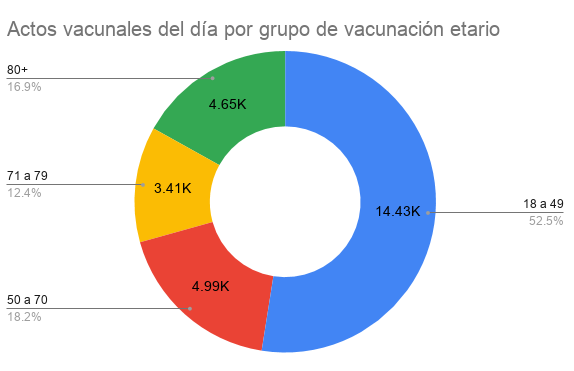 Actos vacunales del día por grupo de vacunación etario
80+
16.9%
4.65K
71 a 79
12.4%
3.41K
14.43K
18 a 49
52.5%
4.99K
50 a 70
18.2%